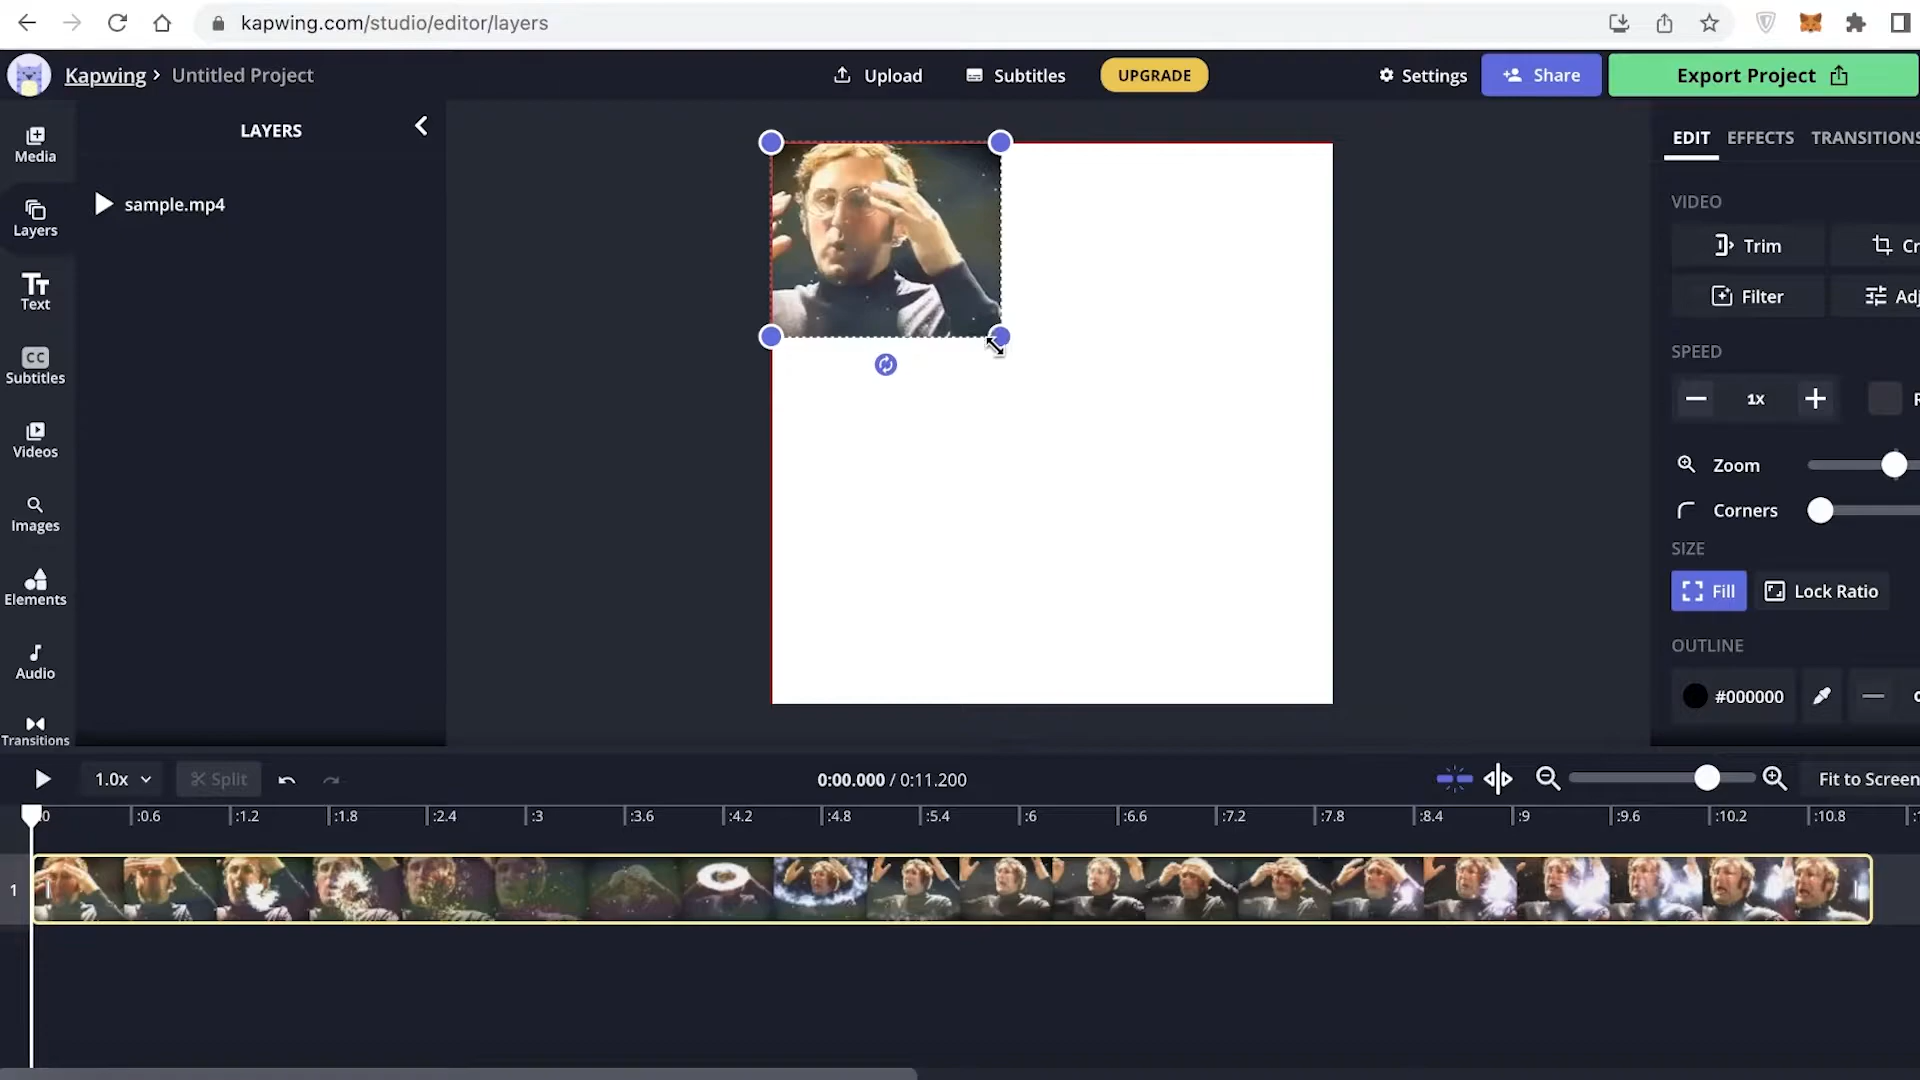 kapwing.com/studio/editor/layers
Kapwing > Untitled Project
Upload
Subtitles
UPGRADE
Settings
Share
Export Project
Media
Layers
Text
CC
Subtitles
Videos
Images
Elements
Audio
Transitions
LAYERS
sample.mp4
EDIT
EFFECTS
TRANSITIONS
VIDEO
Trim
Cr
Filter
Adj
SPEED
1x
Zoom
Corners
SIZE
Fill
Lock Ratio
OUTLINE
#000000
1.0x
Split
0:00.000 / 0:11.200
Fit to Screen
:0 :0.6 :1.2 :1.8 :2.4 :3 :3.6 :4.2 :4.8 :5.4 :6 :6.6 :7.2 :7.8 :8.4 :9 :9.6 :10.2 :10.8
1